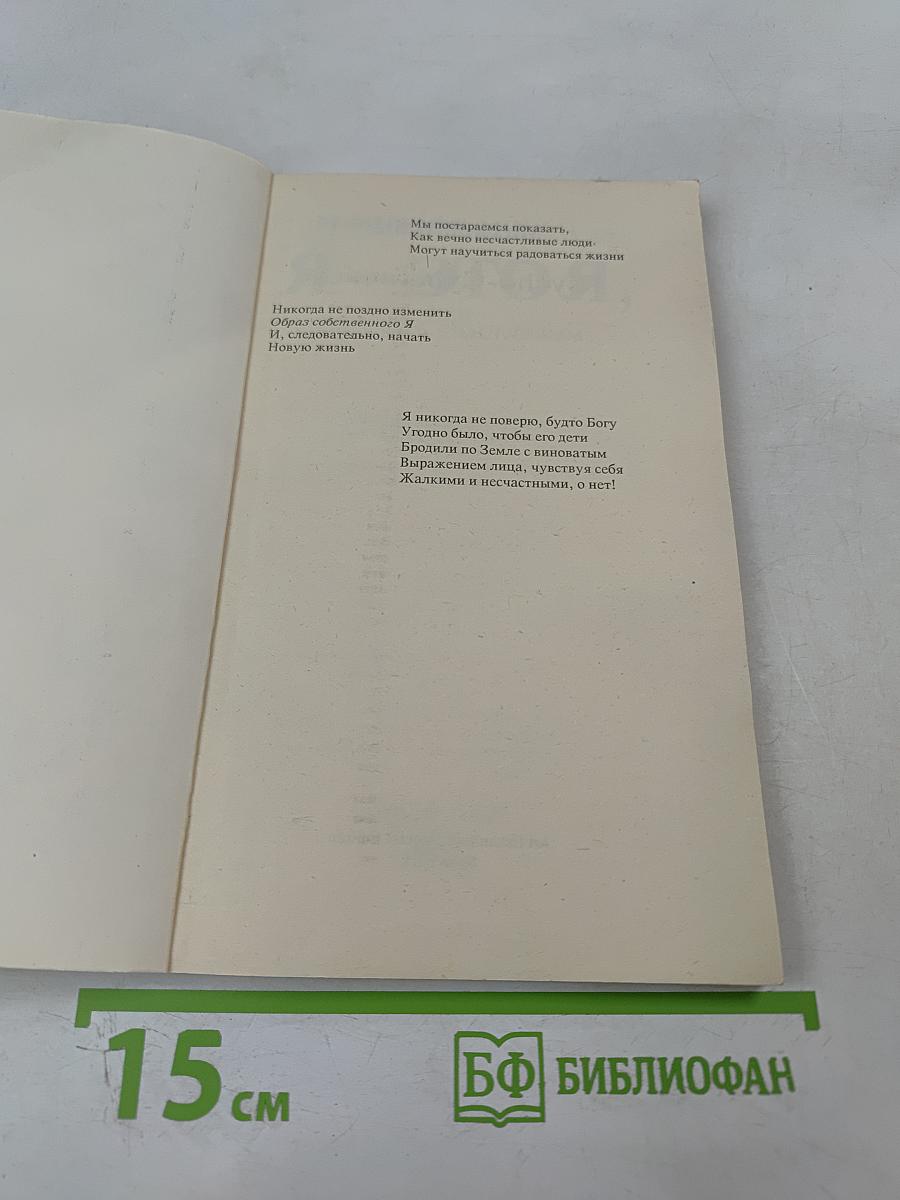 Мы постараемся показать,
Как вечно несчастливые люди
Могут научиться радоваться жизни
Никогда не поздно изменить
Образ собственного Я
И, следовательно, начать
Новую жизнь
Я никогда не поверю, будто Богу
Угодно было, чтобы его дети
Бродили по Земле с виноватым
Выражением лица, чувствуя себя
Жалкими и несчастными, о нет!
15 см
БФ БИБЛИОФАН